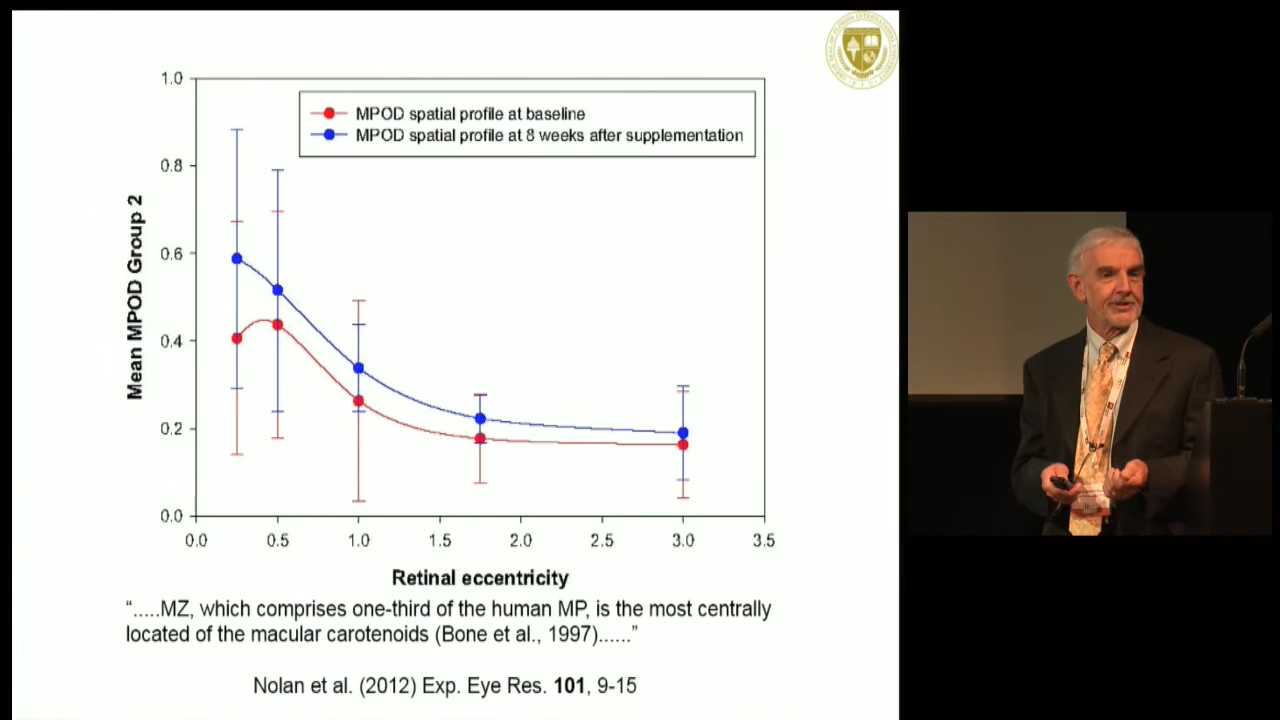 1.0
0.8
0.6
0.4
0.2
0.0
Mean MPOD Group 2
MPOD spatial profile at baseline
MPOD spatial profile at 8 weeks after supplementation
0.0 0.5 1.0 1.5 2.0 2.5 3.0 3.5
Retinal eccentricity
“.....MZ, which comprises one-third of the human MP, is the most centrally
located of the macular carotenoids (Bone et al., 1997)......”
Nolan et al. (2012) Exp. Eye Res. 101, 9-15